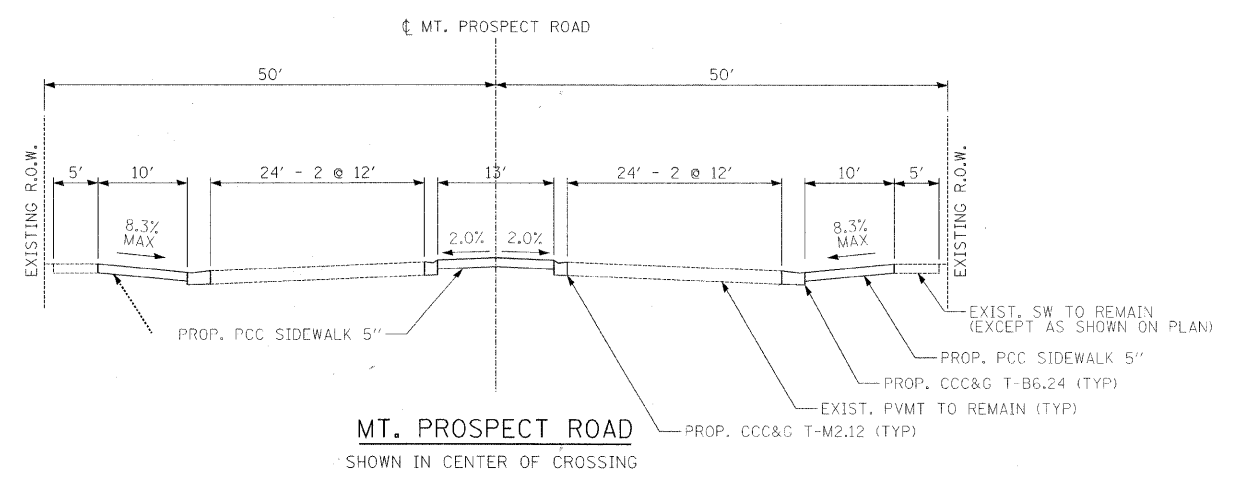 ℄ MT. PROSPECT ROAD
50' 50'
EXISTING R.O.W.
5' 10' 24' - 2 @ 12' 13' 24' - 2 @ 12' 10' 5'
EXISTING R.O.W.
8.3% MAX
2.0% 2.0%
8.3% MAX
PROP. PCC SIDEWALK 5"
EXIST. SW TO REMAIN
(EXCEPT AS SHOWN ON PLAN)
PROP. PCC SIDEWALK 5"
PROP. CCC&G T-B6.24 (TYP)
EXIST. PVMT TO REMAIN (TYP)
PROP. CCC&G T-M2.12 (TYP)
MT. PROSPECT ROAD
SHOWN IN CENTER OF CROSSING